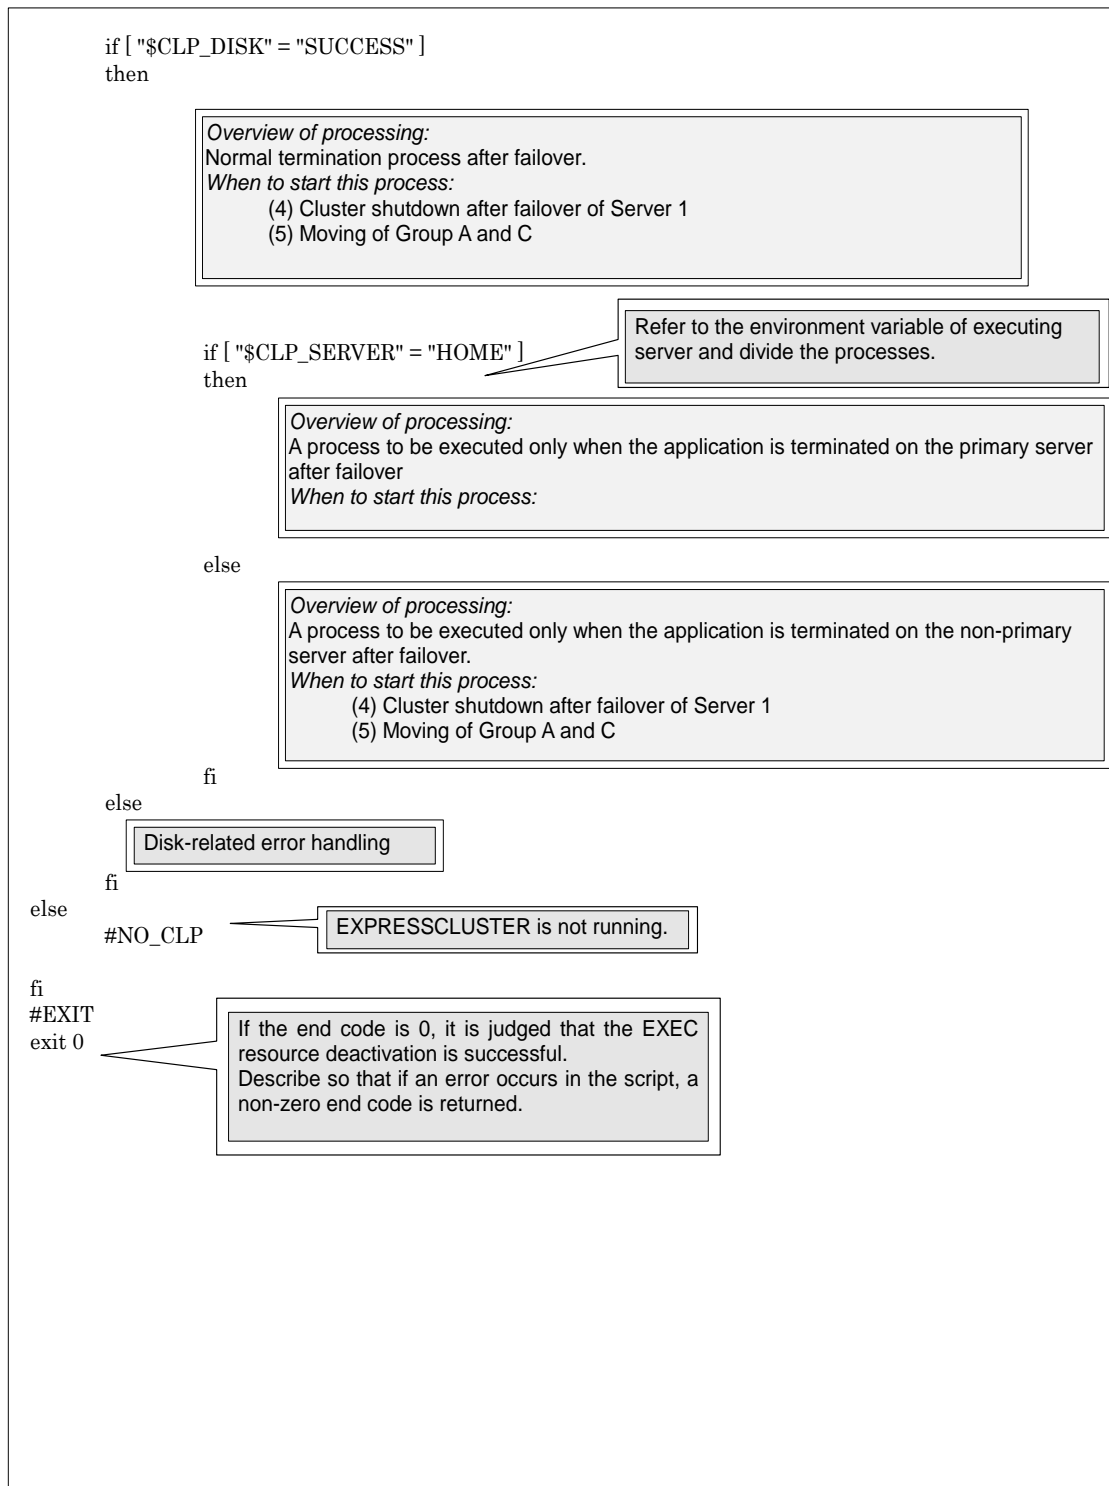 if [ "$CLP_DISK" = "SUCCESS" ]
then
Overview of processing:
Normal termination process after failover.
When to start this process:
(4) Cluster shutdown after failover of Server 1
(5) Moving of Group A and C
Refer to the environment variable of executing
server and divide the processes.
if [ "$CLP_SERVER" = "HOME" ]
then
Overview of processing:
A process to be executed only when the application is terminated on the primary server
after failover
When to start this process:
else
Overview of processing:
A process to be executed only when the application is terminated on the non-primary
server after failover.
When to start this process:
(4) Cluster shutdown after failover of Server 1
(5) Moving of Group A and C
fi
else
Disk-related error handling
fi
else
#NO_CLP
EXPRESSCLUSTER is not running.
fi
#EXIT
exit 0
If the end code is 0, it is judged that the EXEC
resource deactivation is successful.
Describe so that if an error occurs in the script, a
non-zero end code is returned.